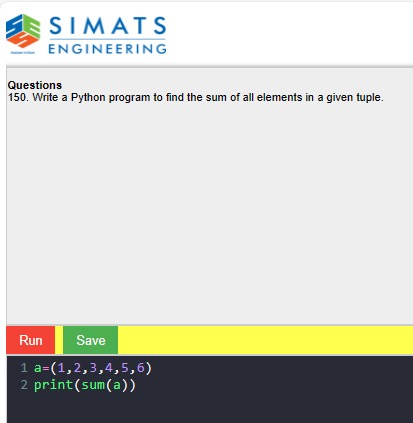 SIMATS
ENGINEERING
Questions
150. Write a Python program to find the sum of all elements in a given tuple.
Run Save
1 a=(1,2,3,4,5,6)
2 print(sum(a))